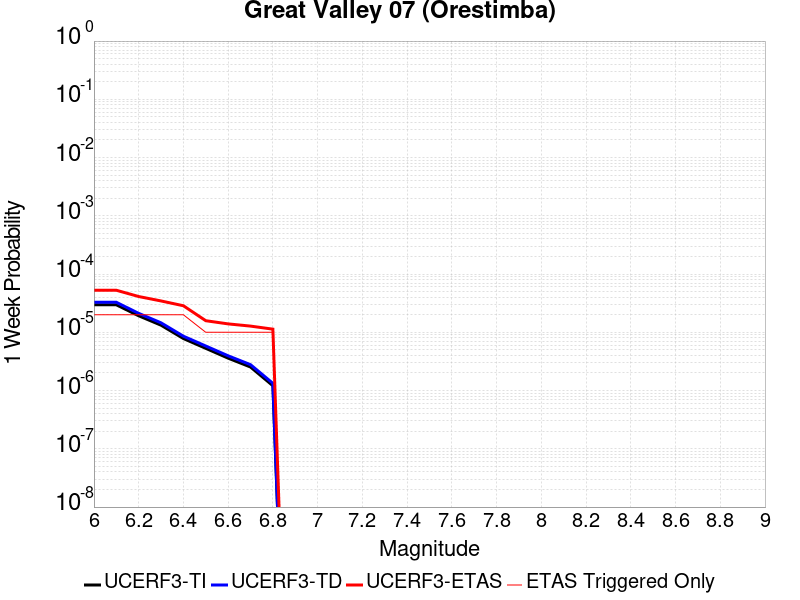 Great Valley 07 (Orestimba)
1 Week Probability
10^0
10^-1
10^-2
10^-3
10^-4
10^-5
10^-6
10^-7
10^-8
6 6.2 6.4 6.6 6.8 7 7.2 7.4 7.6 7.8 8 8.2 8.4 8.6 8.8 9
Magnitude
UCERF3-TI UCERF3-TD UCERF3-ETAS ETAS Triggered Only